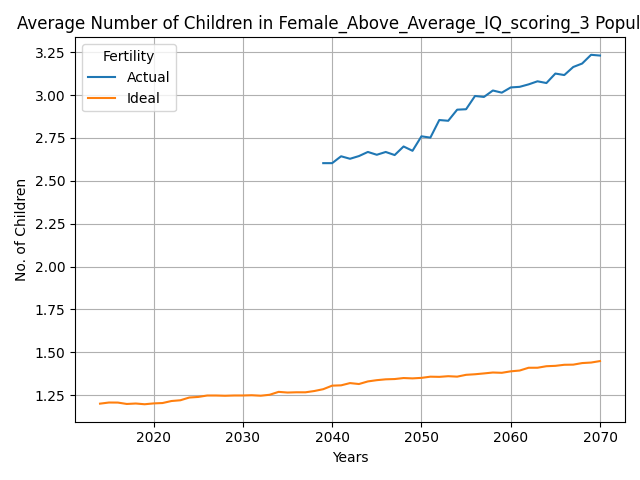 Average Number of Children in Female_Above_Average_IQ_scoring_3 Popul
Fertility
Actual
Ideal
No. of Children
3.25
3.00
2.75
2.50
2.25
2.00
1.75
1.50
1.25
2020 2030 2040 2050 2060 2070
Years